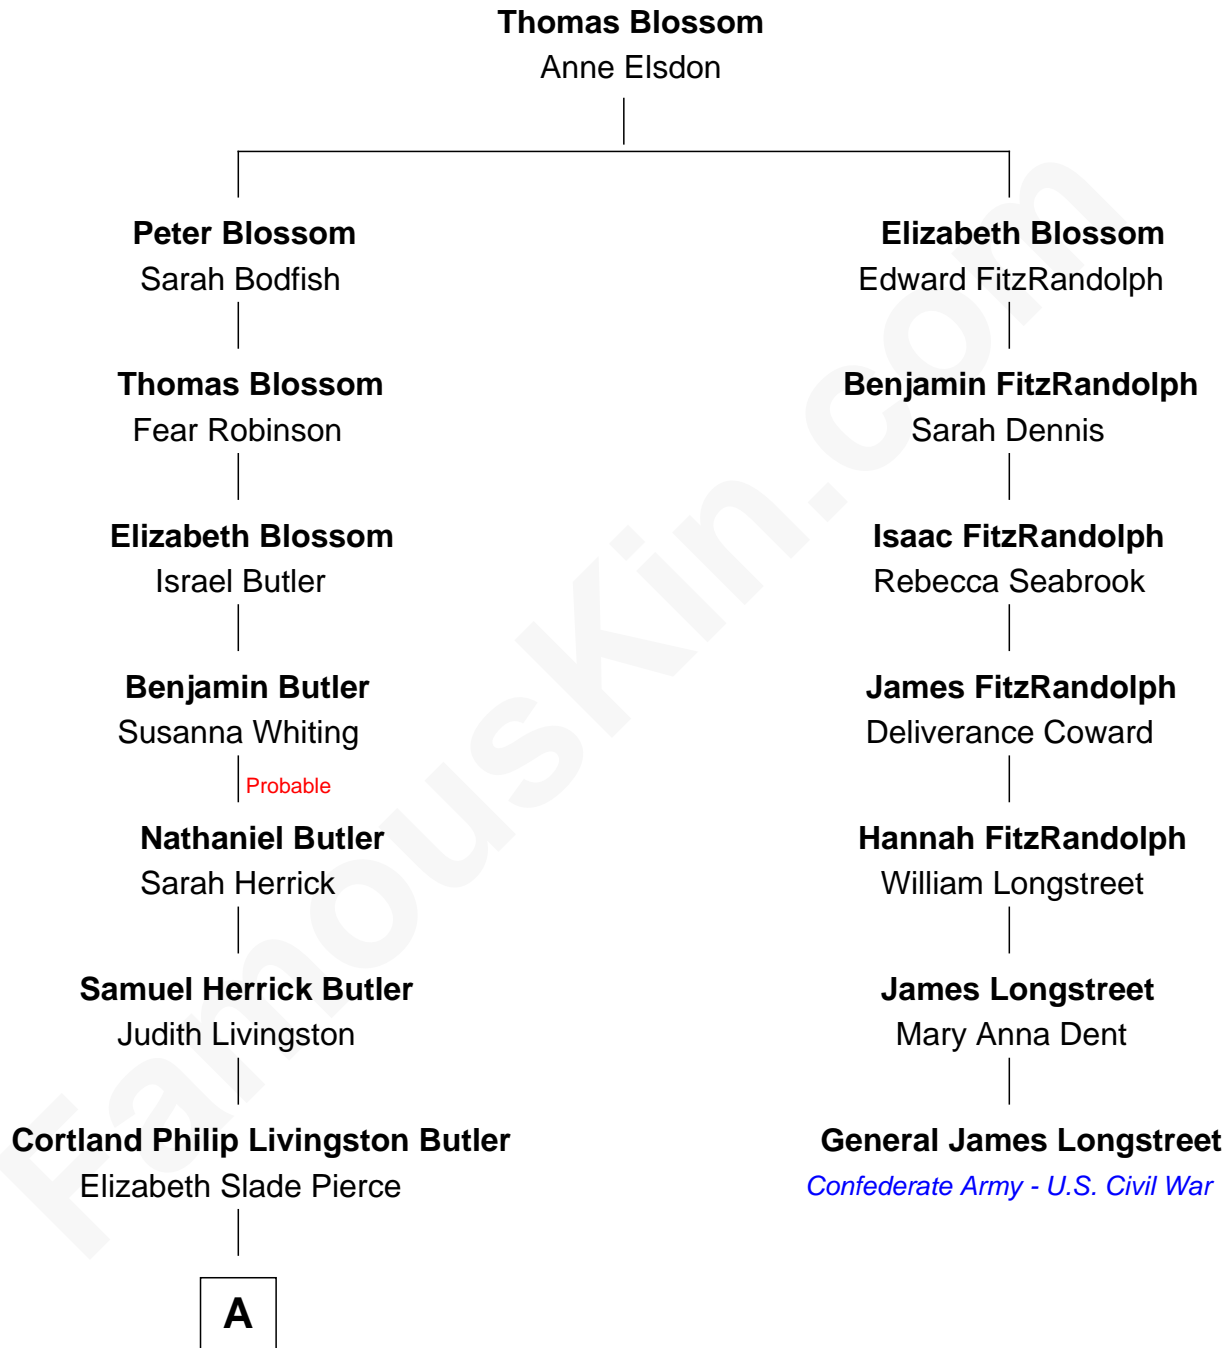 Thomas Blossom
Anne Elsdon
Peter Blossom
Sarah Bodfish
Elizabeth Blossom
Edward FitzRandolph
Thomas Blossom
Fear Robinson
Benjamin FitzRandolph
Sarah Dennis
Elizabeth Blossom
Israel Butler
Isaac FitzRandolph
Rebecca Seabrook
Benjamin Butler
Susanna Whiting
James FitzRandolph
Deliverance Coward
Probable
Nathaniel Butler
Sarah Herrick
Hannah FitzRandolph
William Longstreet
Samuel Herrick Butler
Judith Livingston
James Longstreet
Mary Anna Dent
Cortland Philip Livingston Butler
Elizabeth Slade Pierce
General James Longstreet
Confederate Army - U.S. Civil War
A
FamousKin.com